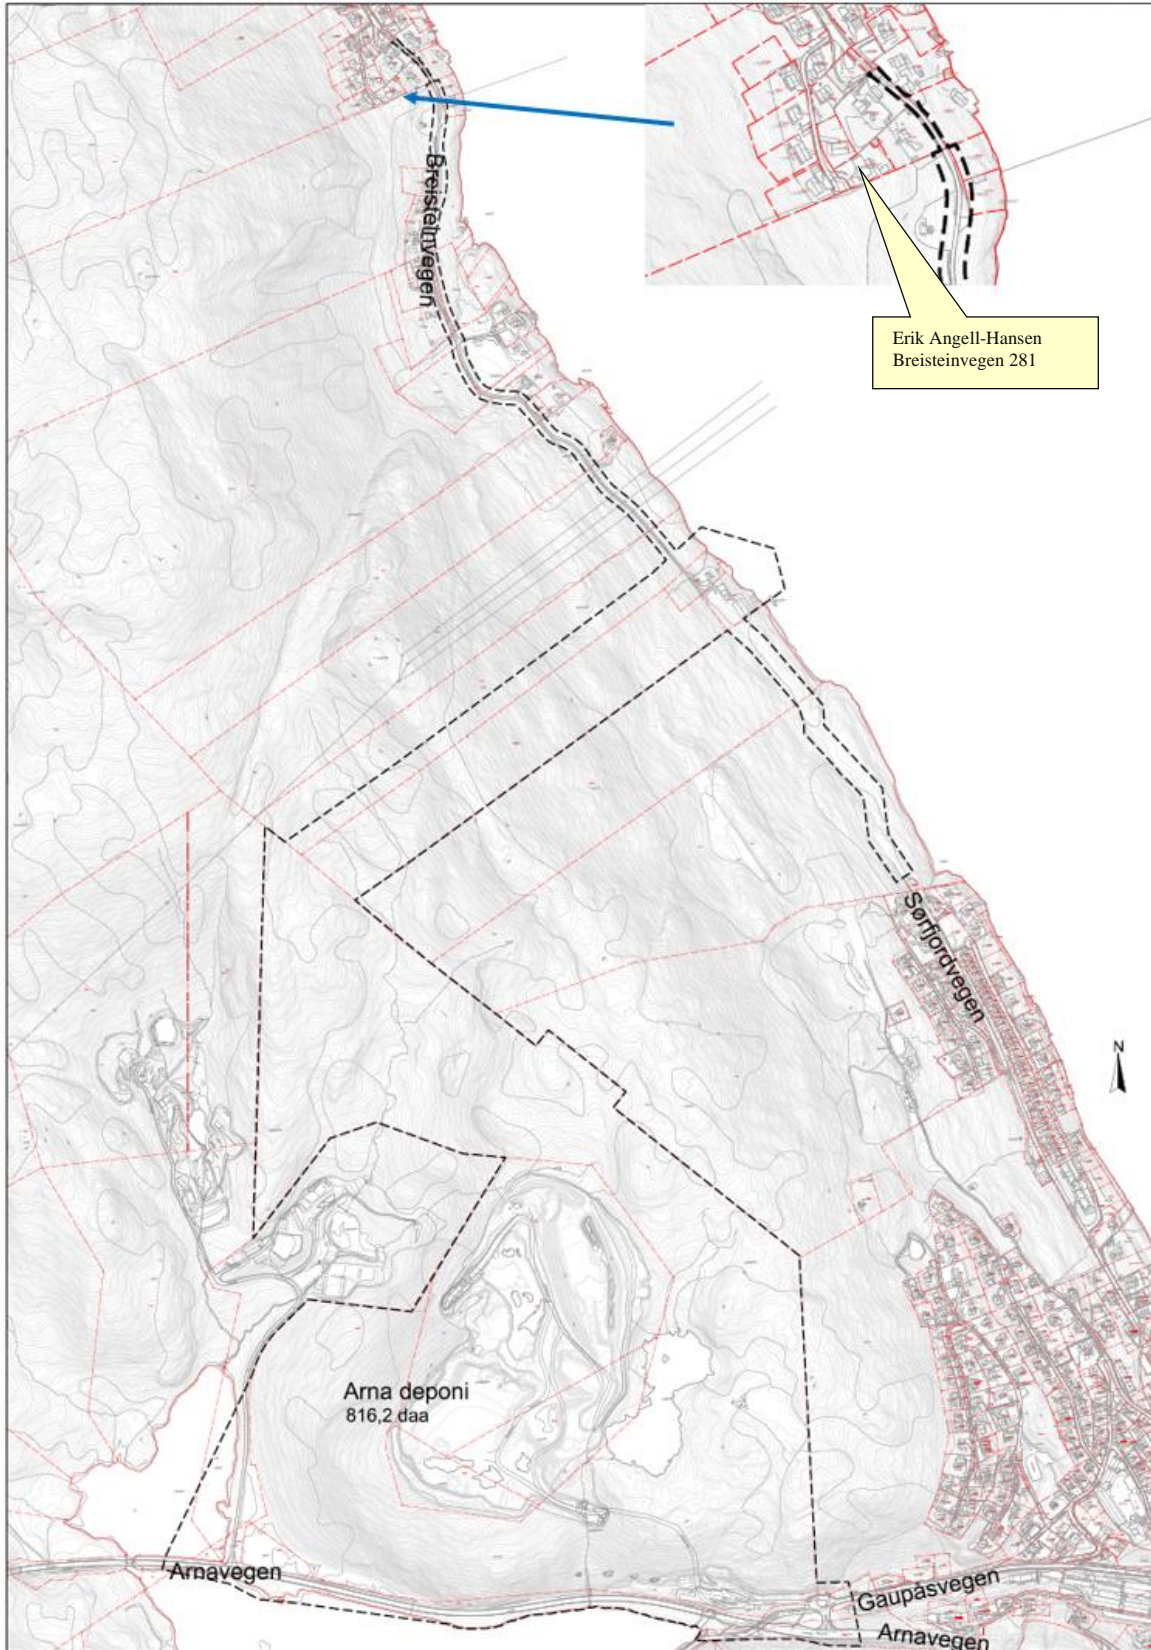 Breisteinvegen
Erik Angell-Hansen
Breisteinvegen 281
Sørfjordvegen
N
Arna deponi
816,2 daa
Arnavegen
Gaupåsvegen
Arnavegen